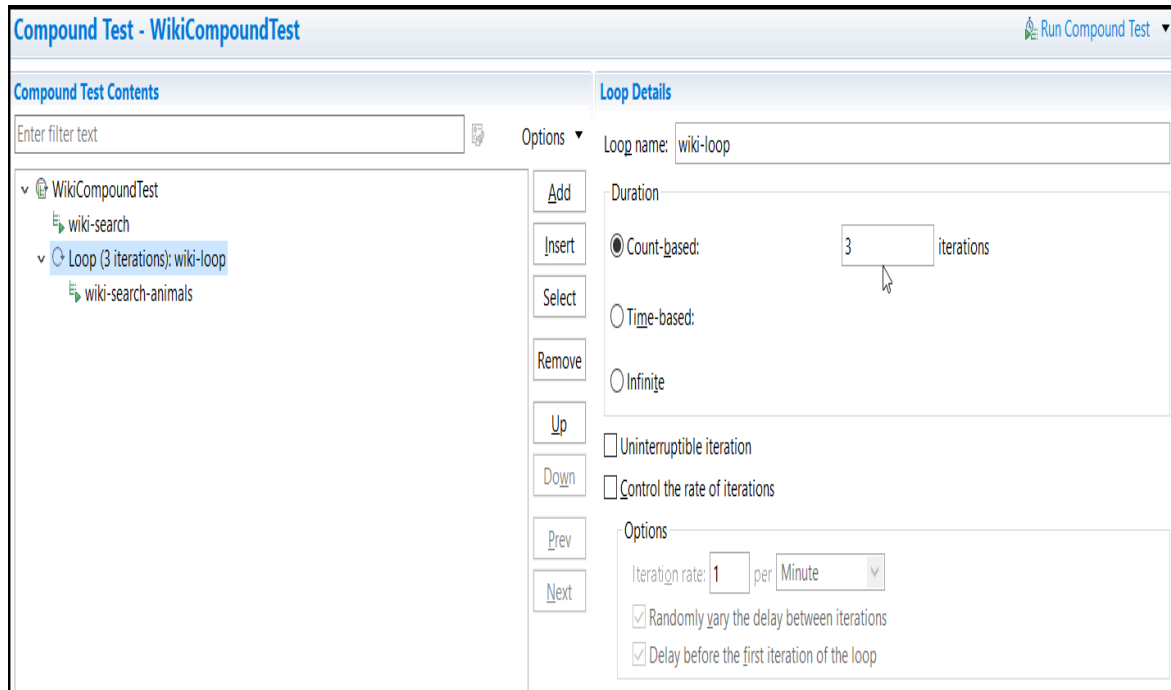 Compound Test - WikiCompoundTest
Run Compound Test
Compound Test Contents
Enter filter text
Options
WikiCompoundTest
wiki-search
Loop (3 iterations): wiki-loop
wiki-search-animals
Add
Insert
Select
Remove
Up
Down
Prev
Next
Loop Details
Loop name: wiki-loop
Duration
Count-based: 3 iterations
Time-based:
Infinite
Uninterruptible iteration
Control the rate of iterations
Options
Iteration rate: 1 per Minute
Randomly vary the delay between iterations
Delay before the first iteration of the loop